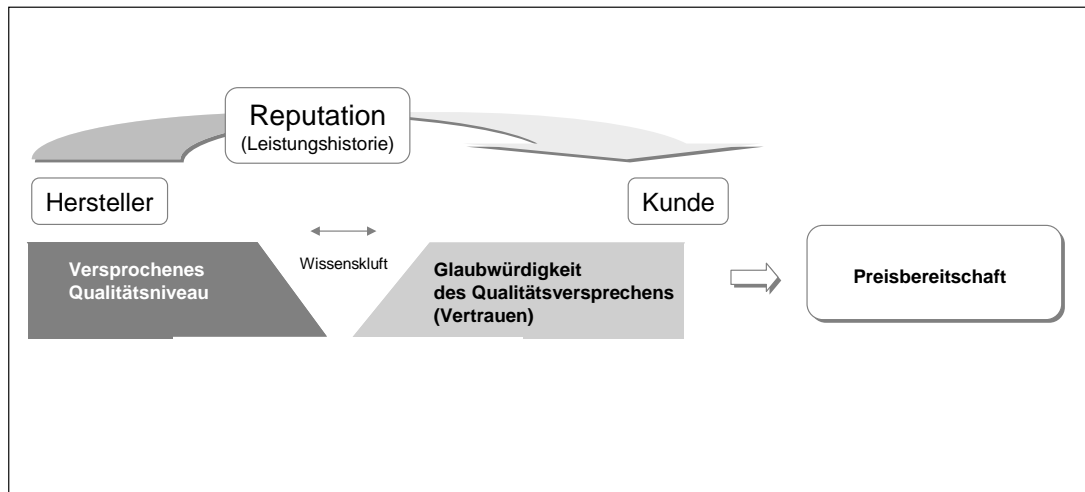 Reputation
(Leistungshistorie)
Hersteller
Kunde
Versprochenes
Qualitätsniveau
Wissenskluft
Glaubwürdigkeit
des Qualitätsversprechens
(Vertrauen)
Preisbereitschaft